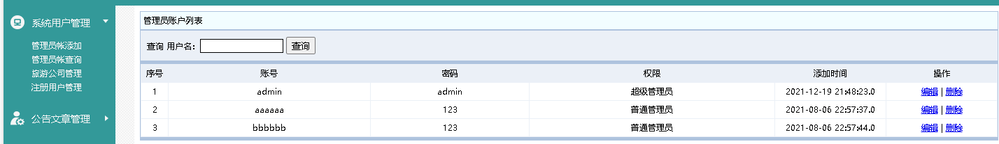 系统用户管理
管理员帐添加
管理员帐查询
旅游公司管理
注册用户管理
公告文章管理
管理员账户列表
查询 用户名: 查询
序号 账号 密码 权限 添加时间 操作
1 admin admin 超级管理员 2021-12-19 21:48:23.0 编辑 | 删除
2 aaaaaa 123 普通管理员 2021-08-06 22:57:37.0 编辑 | 删除
3 bbbbbb 123 普通管理员 2021-08-06 22:57:44.0 编辑 | 删除